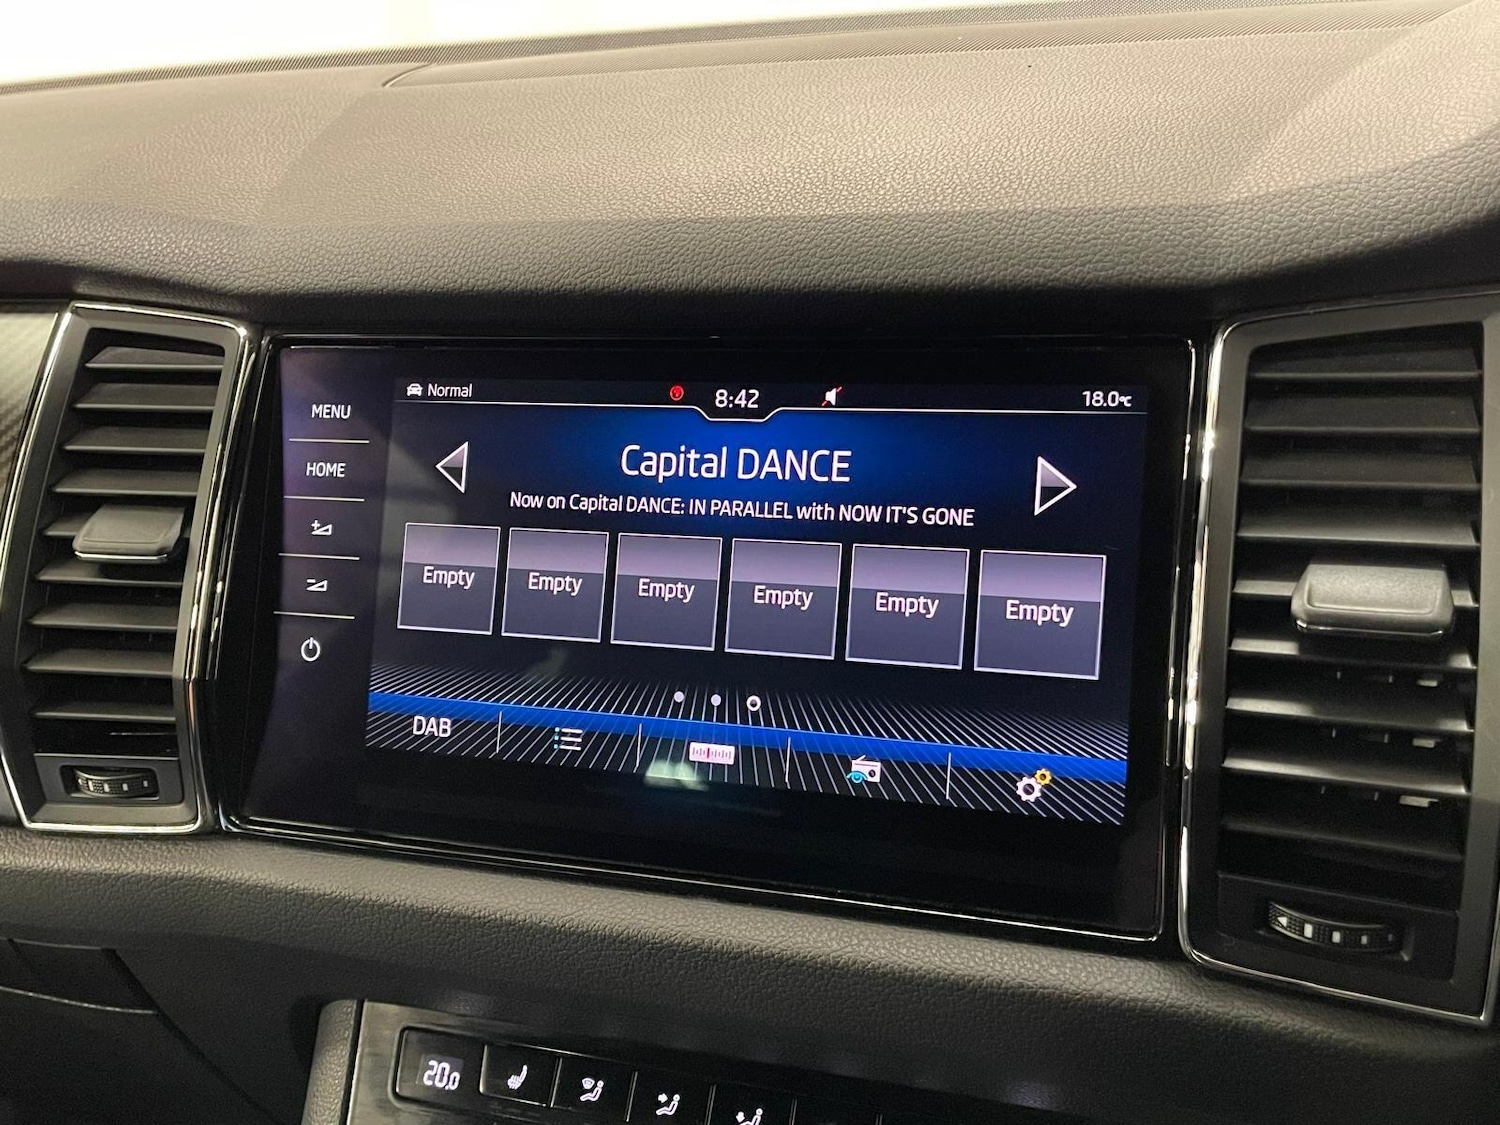 MENU
HOME
Normal
8:42
18.0°C
Capital DANCE
Now on Capital DANCE: IN PARALLEL with NOW IT'S GONE
Empty Empty Empty Empty Empty Empty
DAB
20.0